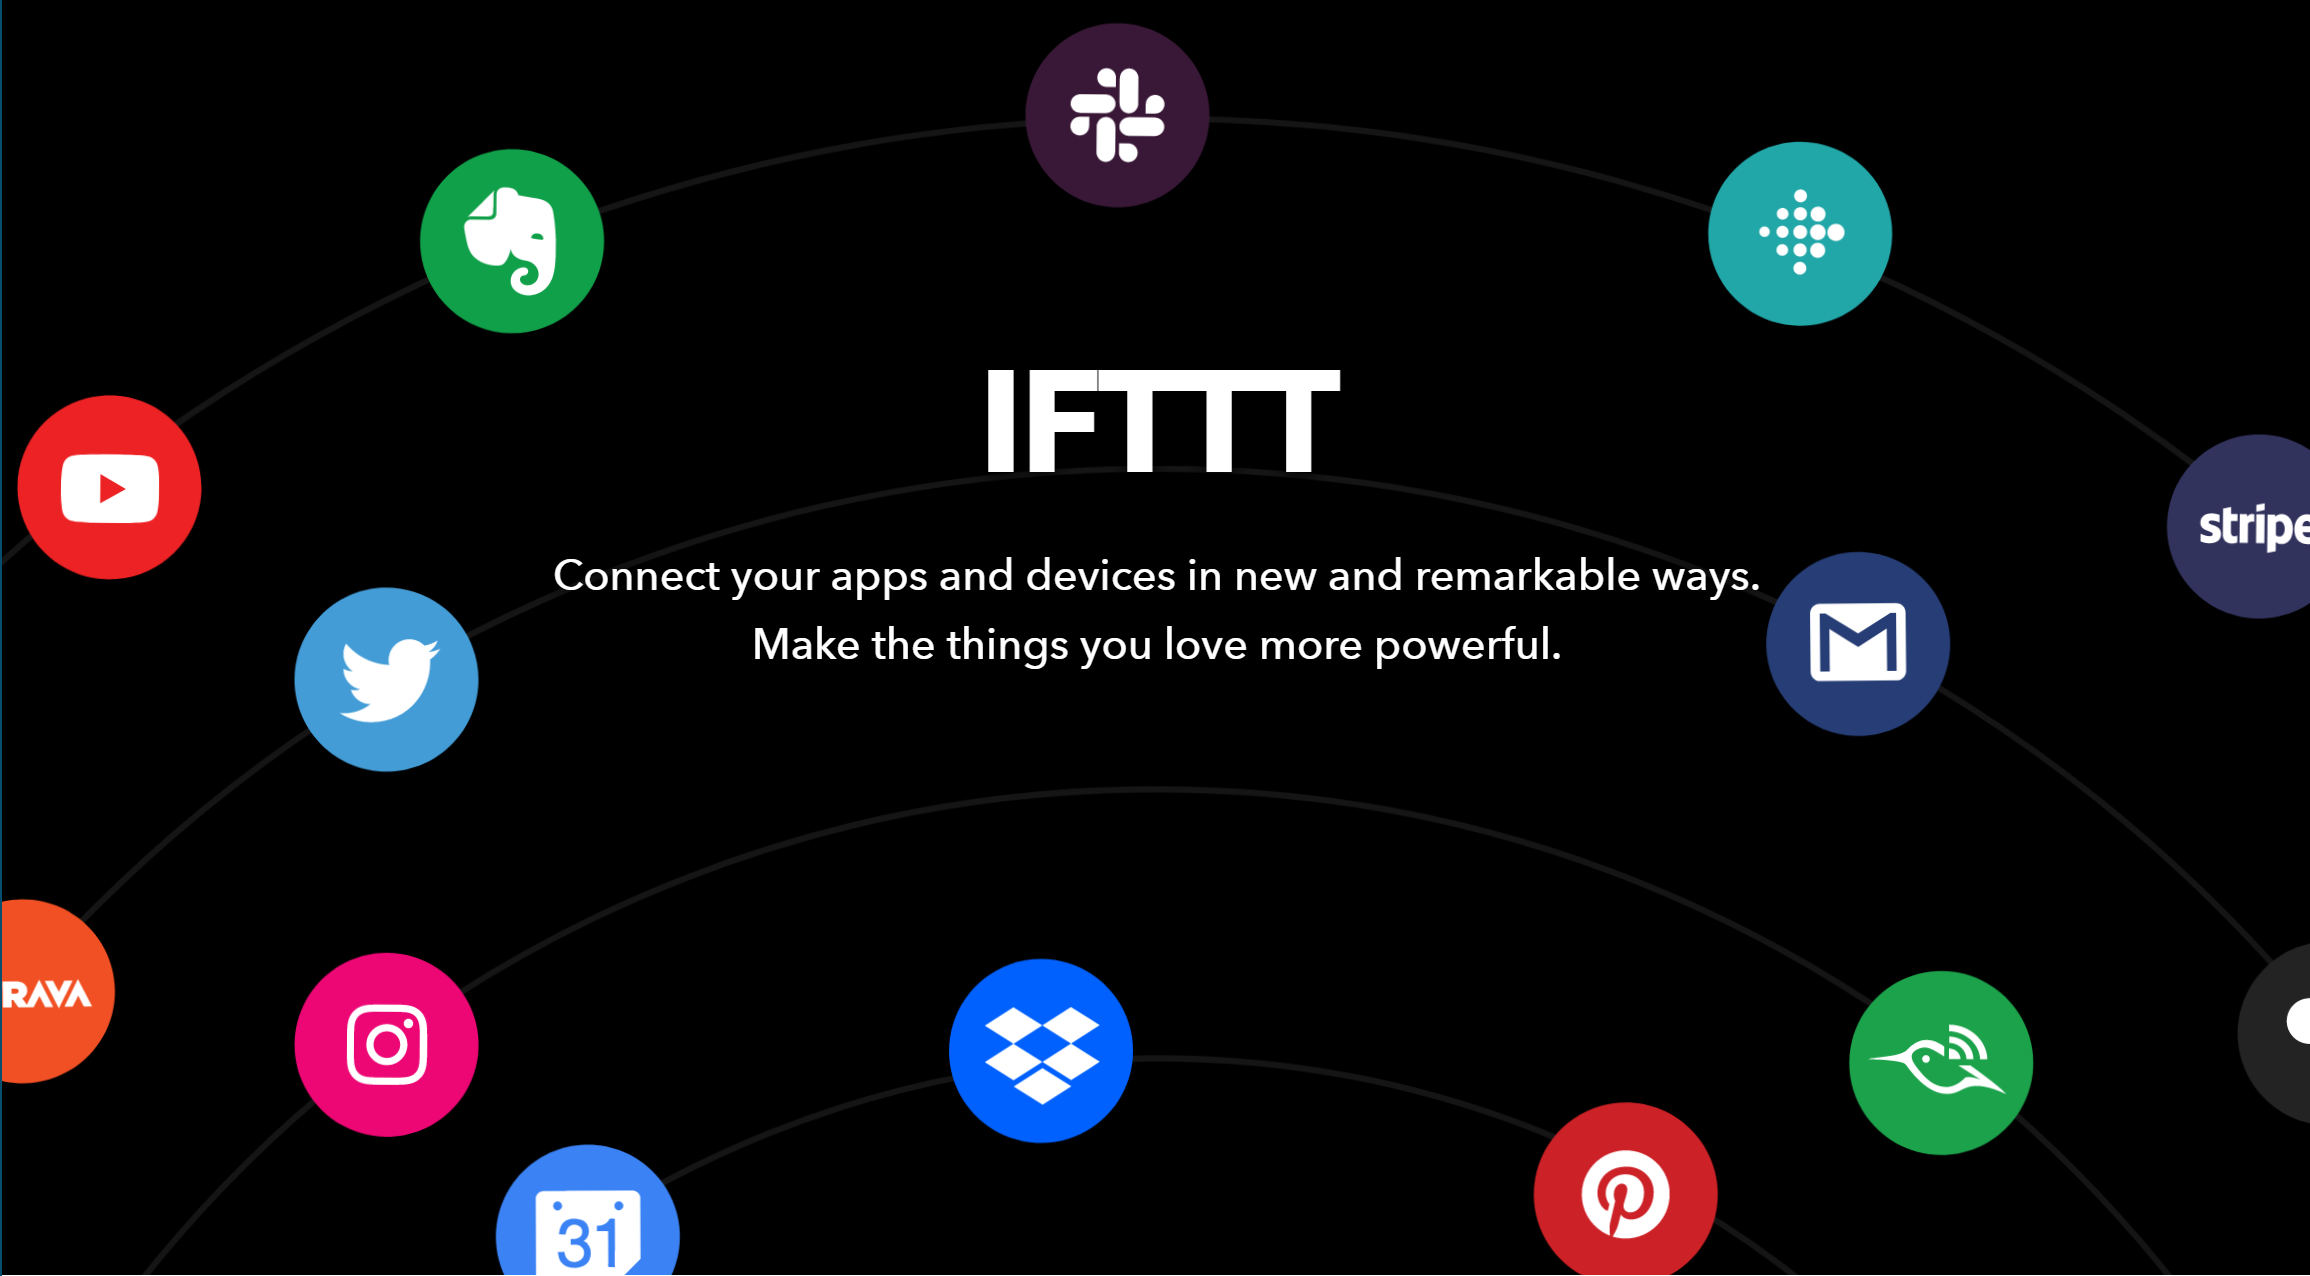 IFTTT
stripe
Connect your apps and devices in new and remarkable ways.
Make the things you love more powerful.
RAVA
31